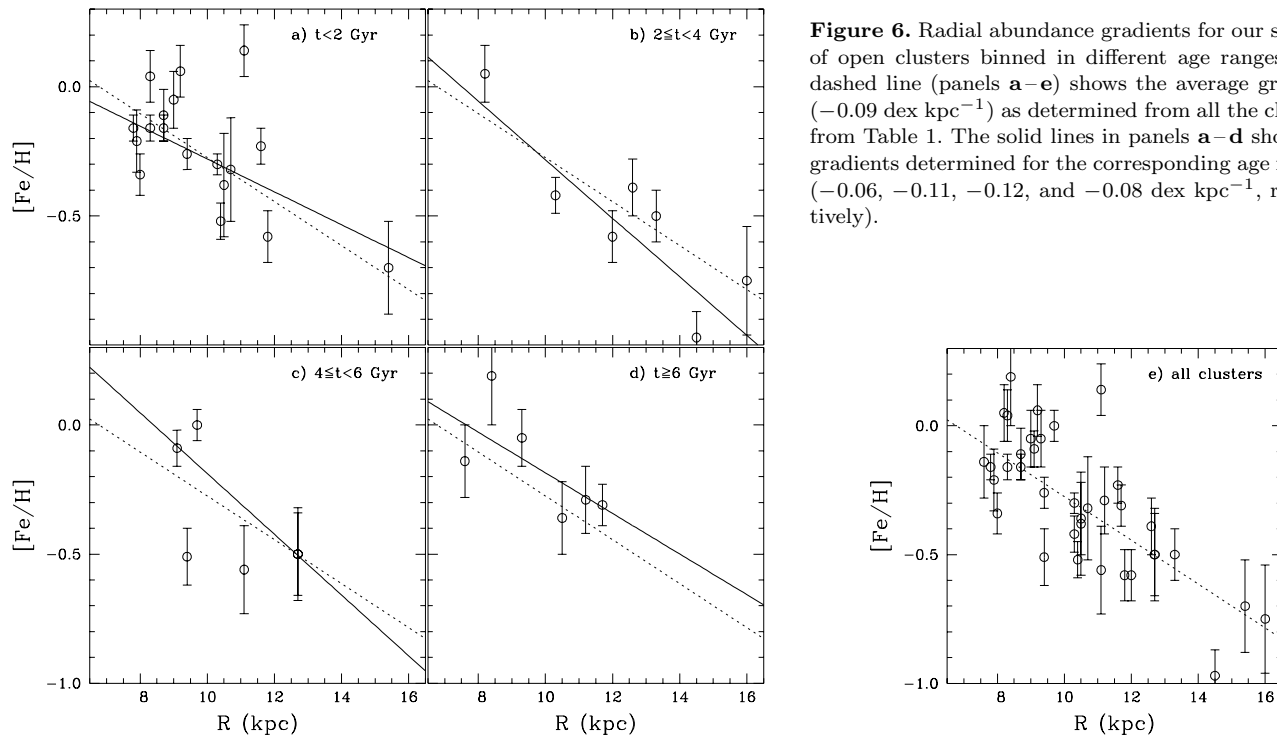 a) t<2 Gyr
b) 2≦t<4 Gyr
0.0
−0.5
[Fe/H]
c) 4≦t<6 Gyr
d) t≧6 Gyr
0.0
−0.5
−1.0
[Fe/H]
8 10 12 14 16
8 10 12 14 16
R (kpc)
R (kpc)
Figure 6. Radial abundance gradients for our
of open clusters binned in different age ranges
dashed line (panels a–e) shows the average
(−0.09 dex kpc−1) as determined from all the
from Table 1. The solid lines in panels a–d
gradients determined for the corresponding age
(−0.06, −0.11, −0.12, and −0.08 dex kpc−1,
tively).
e) all clusters
0.0
−0.5
−1.0
[Fe/H]
8 10 12 14 16
R (kpc)